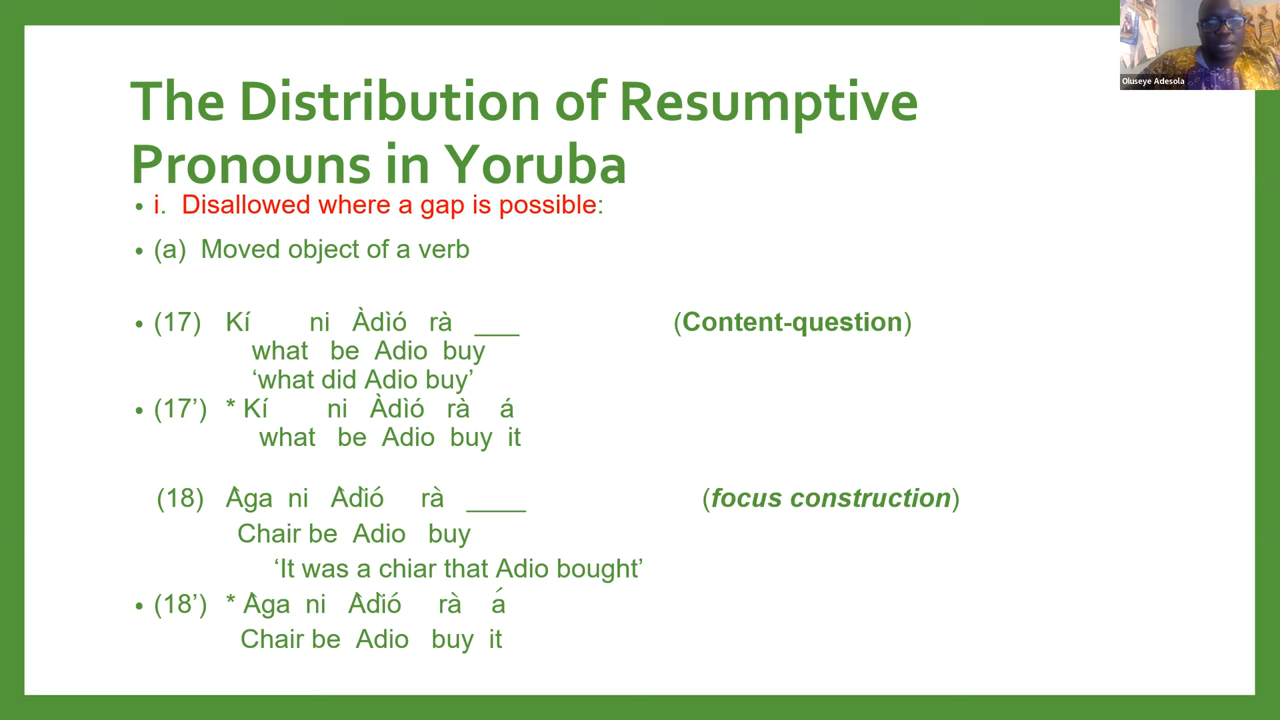 Oluseye Adesola
The Distribution of Resumptive
Pronouns in Yoruba
• i. Disallowed where a gap is possible:
• (a) Moved object of a verb
• (17) Kí ni Àdìó rà ___ (Content-question)
what be Adio buy
‘what did Adio buy’
• (17’) * Kí ni Àdìó rà á
what be Adio buy it
(18) Àga ni Àdìó rà ____ (focus construction)
Chair be Adio buy
‘It was a chiar that Adio bought’
• (18’) * Àga ni Àdìó rà á
Chair be Adio buy it